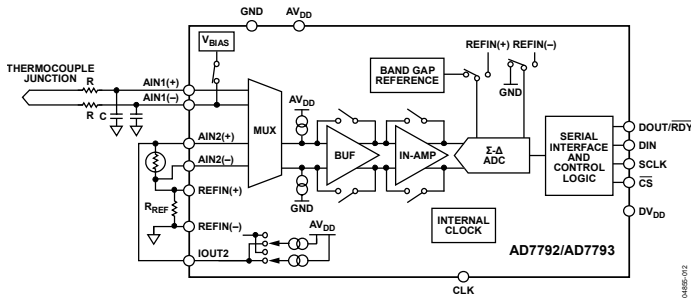 GND AVDD
VBIAS
REFIN(+) REFIN(–)
THERMOCOUPLE
JUNCTION
R
R
C
AIN1(+)
AIN1(–)
BAND GAP
REFERENCE
GND
AVDD
MUX
AIN2(+)
AIN2(–)
BUF
IN-AMP
Σ-Δ
ADC
SERIAL
INTERFACE
AND
CONTROL
LOGIC
DOUT/RDY
DIN
SCLK
CS
DVDD
REFIN(+)
GND
RREF
REFIN(–)
AVDD
INTERNAL
CLOCK
IOUT2
AD7792/AD7793
CLK
04855-012